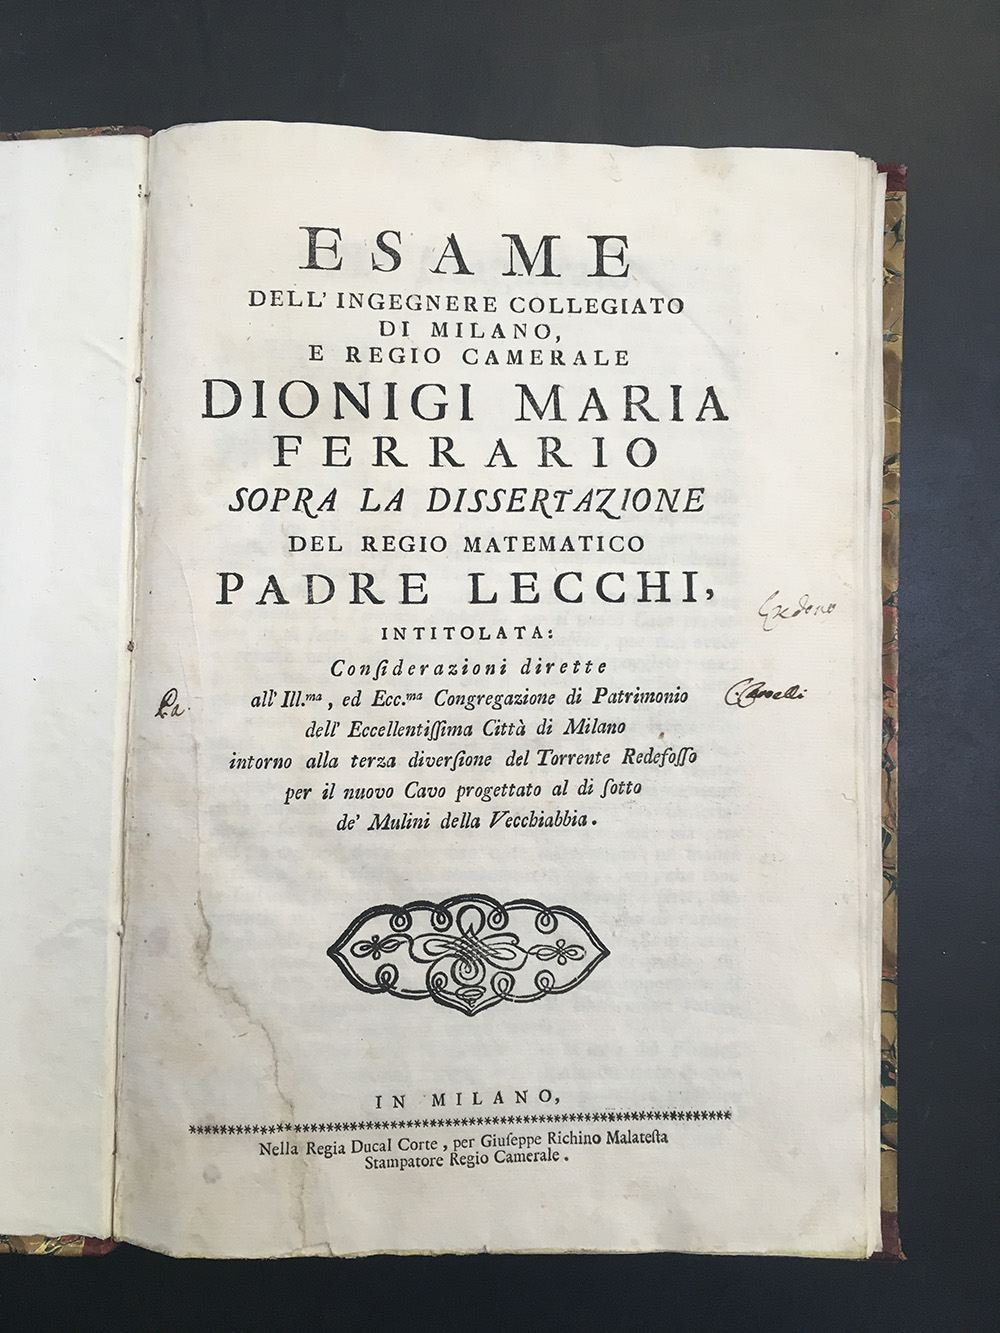 ESAME
DELL' INGEGNERE COLLEGIATO
DI MILANO,
E REGIO CAMERALE
DIONIGI MARIA
FERRARIO
SOPRA LA DISSERTAZIONE
DEL REGIO MATEMATICO
PADRE LECCHI,
INTITOLATA:
Conſiderazioni dirette
all' Ill.ma, ed Ecc.ma Congregazione di Patrimonio
dell' Eccellentiſſima Città di Milano
intorno alla terza diverſione del Torrente Redefoſſo
per il nuovo Cavo progettato al di ſotto
de' Mulini della Vecchiabbia.
Ex dono
IN MILANO,
Nella Regia Ducal Corte, per Giuſeppe Richino Malateſta
Stampatore Regio Camerale.